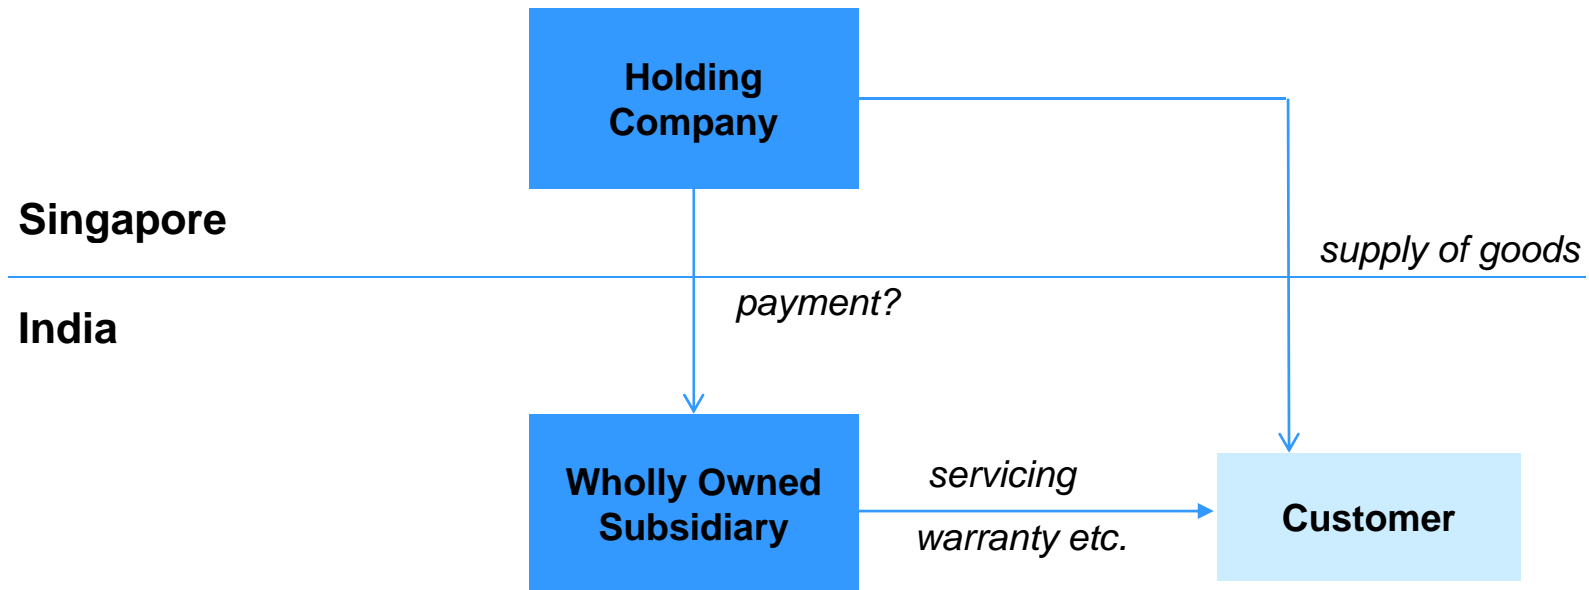 Holding
Company
Singapore
supply of goods
payment?
India
Wholly Owned
Subsidiary
servicing
warranty etc.
Customer